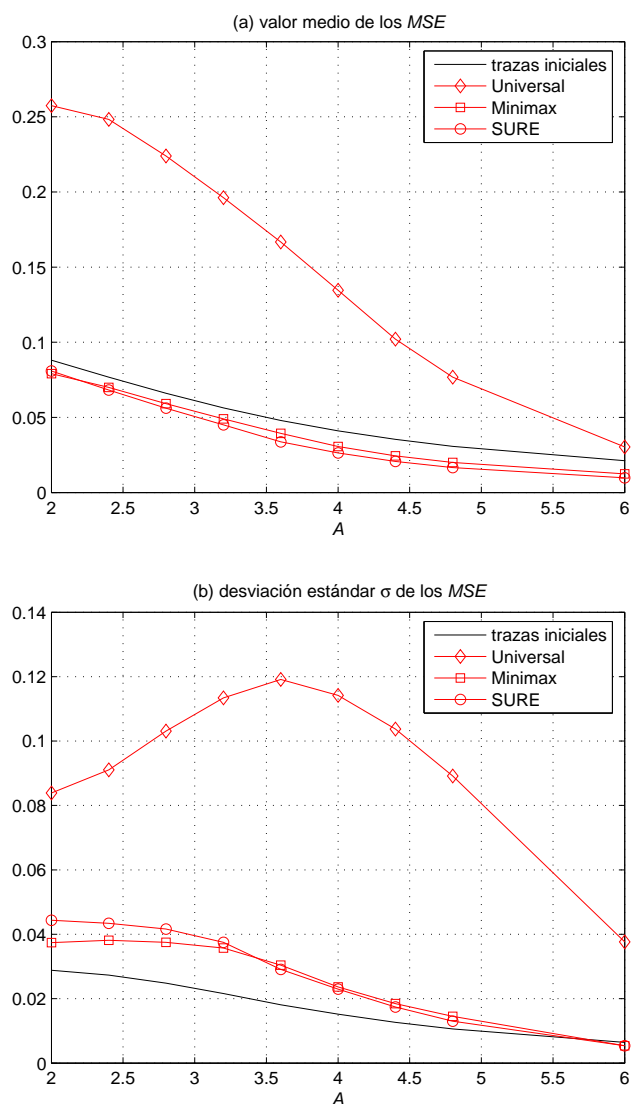 (a) valor medio de los MSE
0.3
0.25
0.2
0.15
0.1
0.05
0
trazas iniciales
Universal
Minimax
SURE
2 2.5 3 3.5 4 4.5 5 5.5 6
A
(b) desviación estándar σ de los MSE
0.14
0.12
0.1
0.08
0.06
0.04
0.02
0
trazas iniciales
Universal
Minimax
SURE
2 2.5 3 3.5 4 4.5 5 5.5 6
A